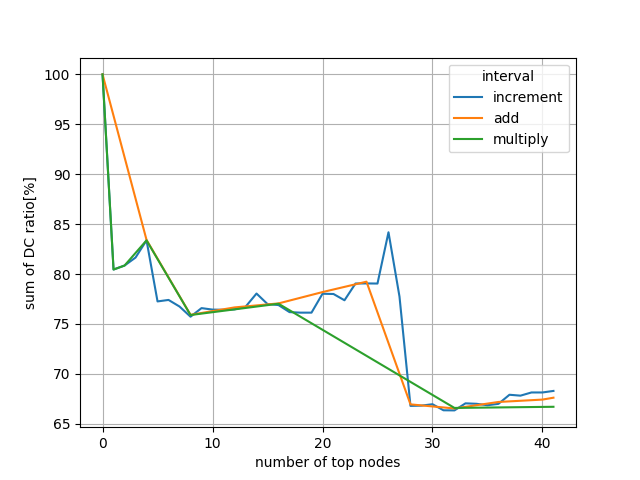 interval
increment
add
multiply
100
95
90
85
80
75
70
65
sum of DC ratio[%]
0 10 20 30 40
number of top nodes